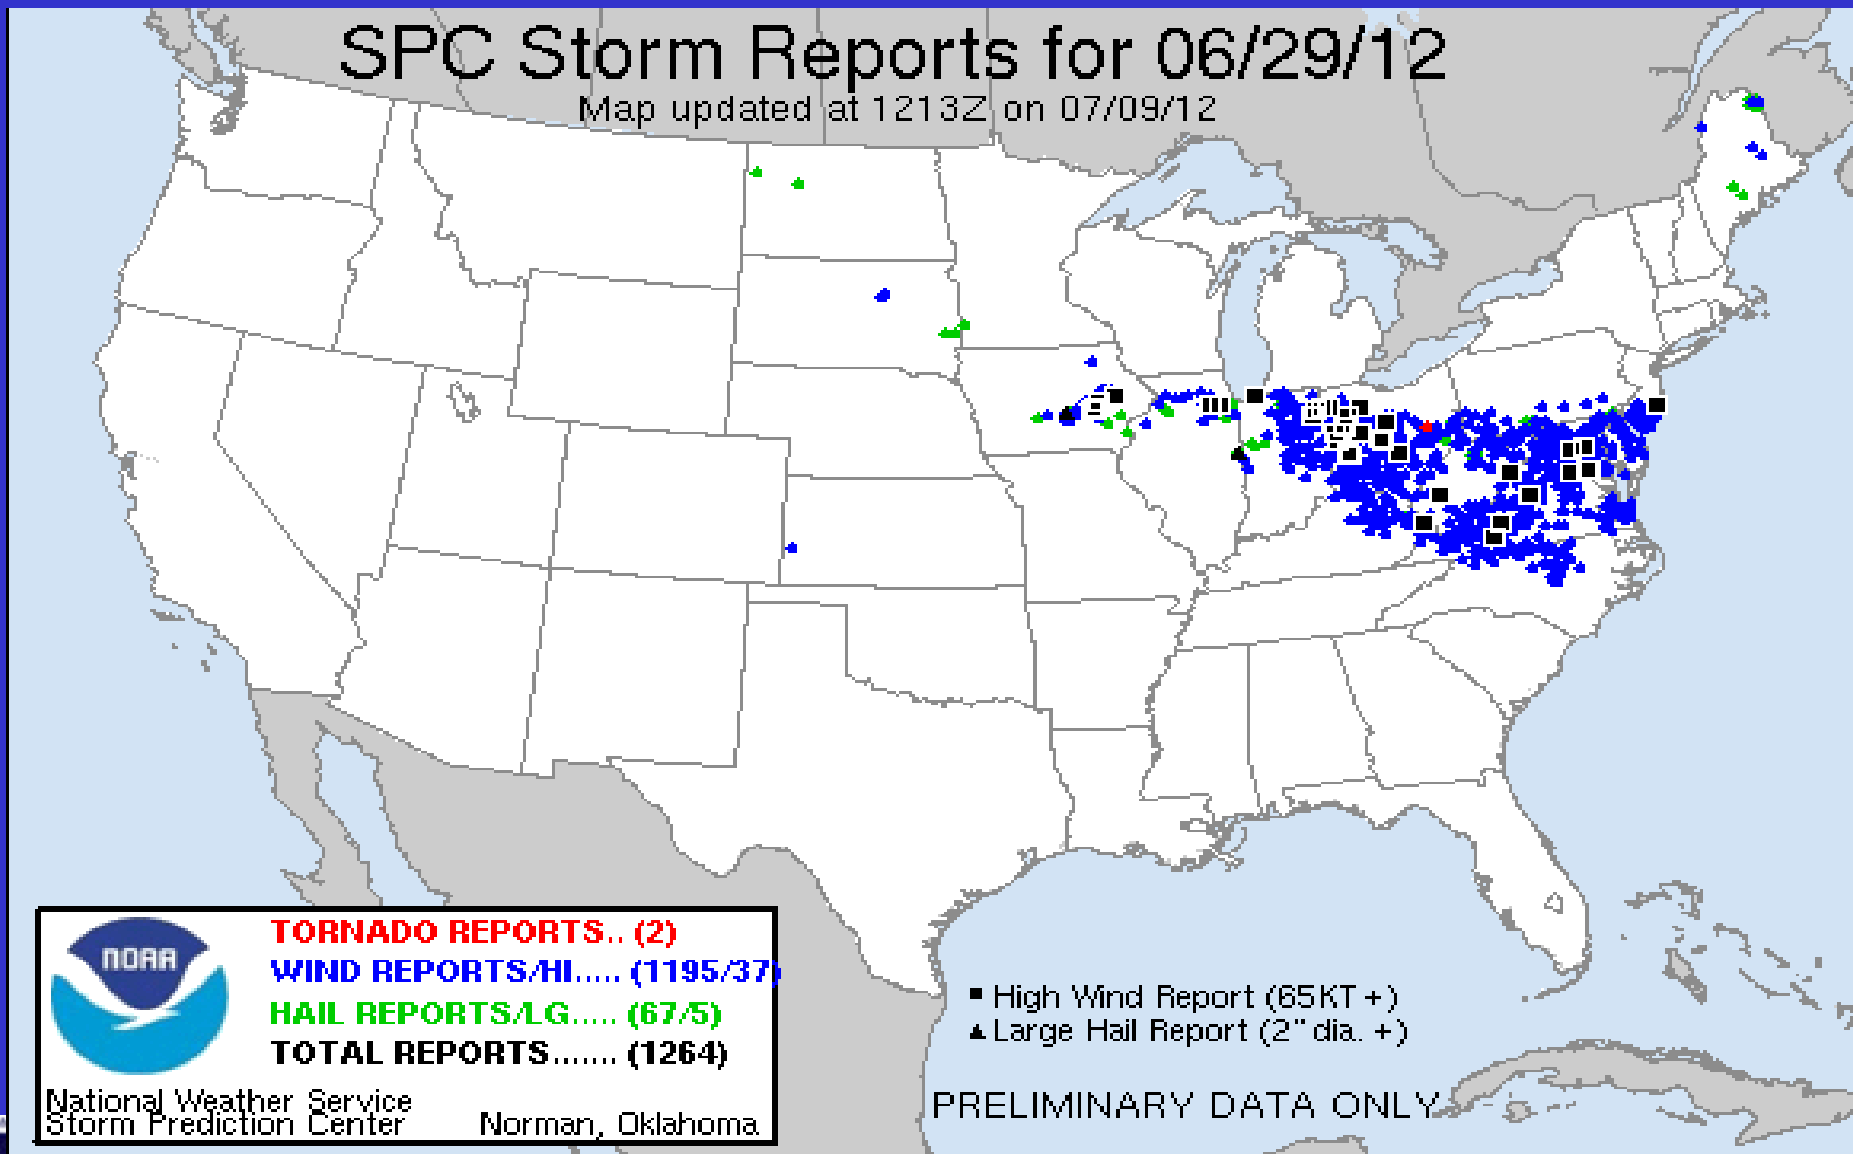 SPC Storm Reports for 06/29/12
Map updated at 1213Z on 07/09/12
NOAA
TORNADO REPORTS.. (2)
WIND REPORTS/HI..... (1195/37)
HAIL REPORTS/LG..... (67/5)
TOTAL REPORTS....... (1264)
National Weather Service
Storm Prediction Center Norman, Oklahoma
High Wind Report (65KT +)
Large Hail Report (2" dia. +)
PRELIMINARY DATA ONLY